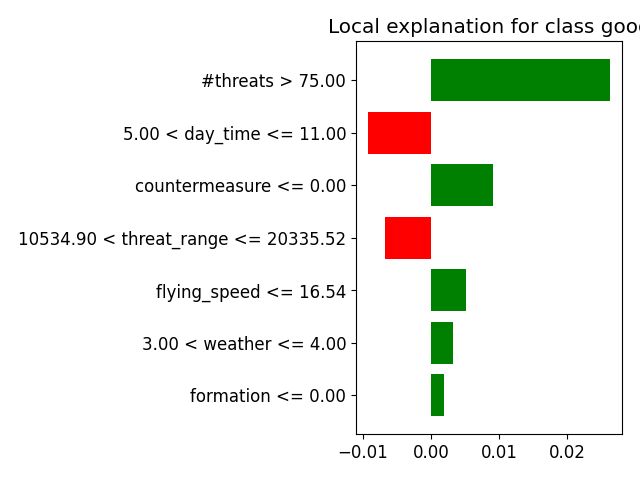 Local explanation for class good
#threats > 75.00
5.00 < day_time <= 11.00
countermeasure <= 0.00
10534.90 < threat_range <= 20335.52
flying_speed <= 16.54
3.00 < weather <= 4.00
formation <= 0.00
−0.01 0.00 0.01 0.02